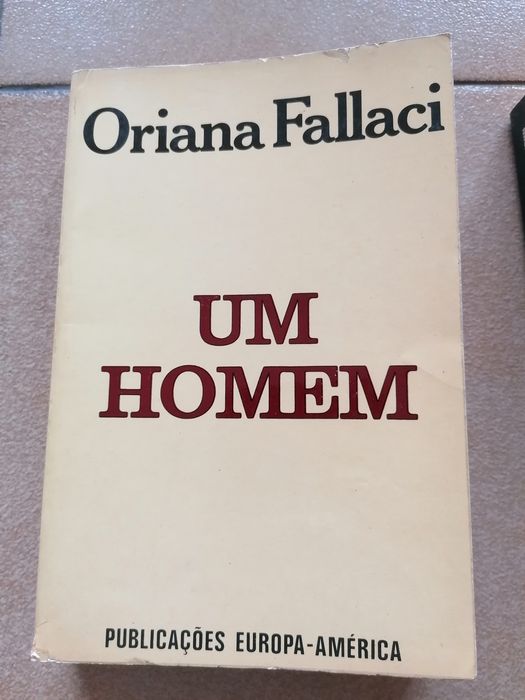 Oriana Fallaci
UM
HOMEM
PUBLICAÇÕES EUROPA-AMÉRICA